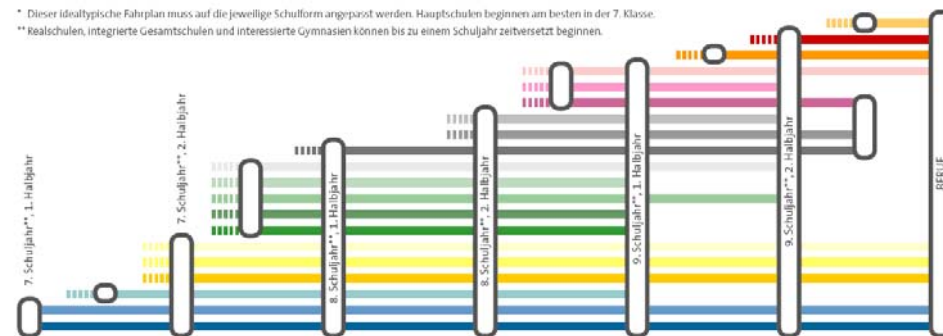 * Dieser idealtypische Fahrplan muss auf die jeweilige Schulform angepasst werden. Hauptschulen beginnen am besten in der 7. Klasse.
** Realschulen, integrierte Gesamtschulen und interessierte Gymnasien können bis zu einem Schuljahr zeitversetzt beginnen.
7. Schuljahr**, 1. Halbjahr
7. Schuljahr**, 2. Halbjahr
8. Schuljahr**, 1. Halbjahr
8. Schuljahr**, 2. Halbjahr
9. Schuljahr**, 1. Halbjahr
9. Schuljahr**, 2. Halbjahr